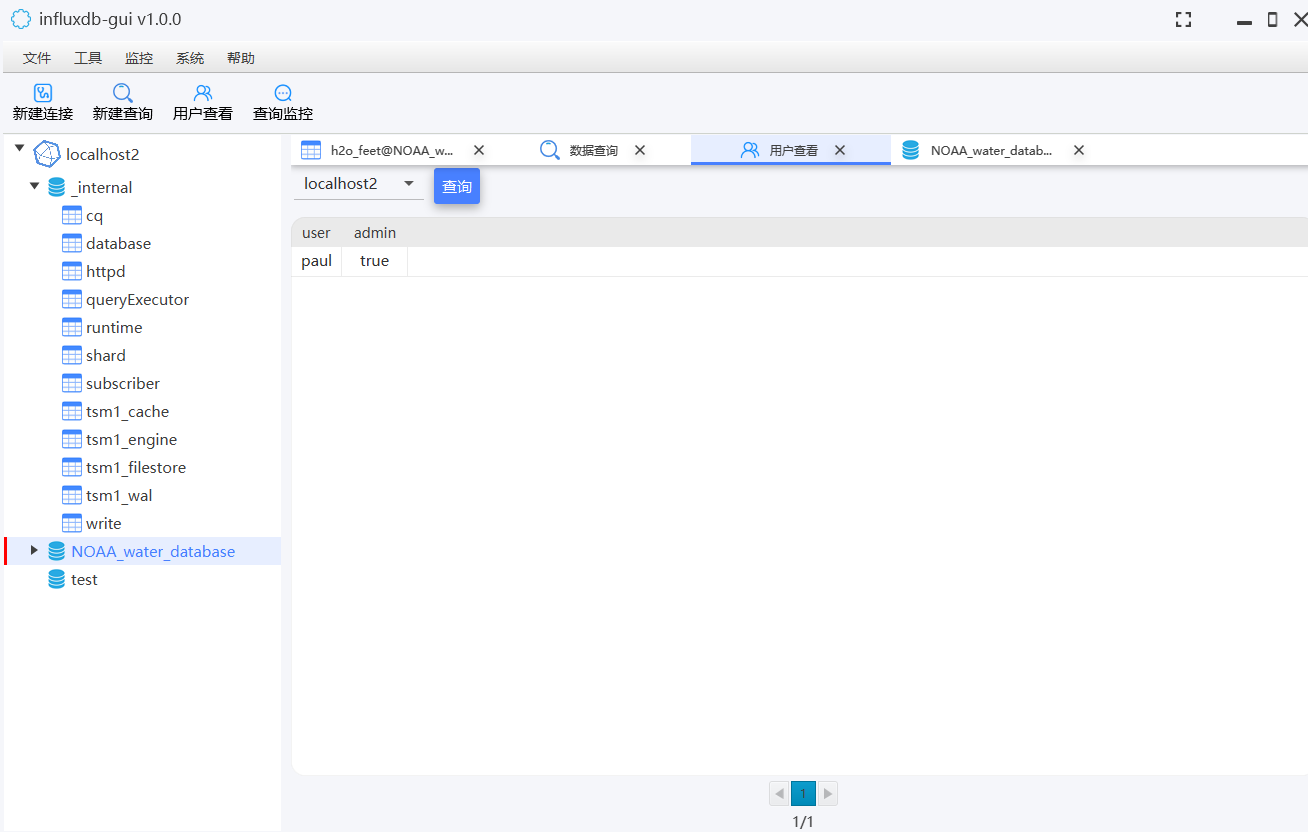 influxdb-gui v1.0.0
文件 工具 监控 系统 帮助
新建连接 新建查询 用户查看 查询监控
localhost2
_internal
cq
database
httpd
queryExecutor
runtime
shard
subscriber
tsm1_cache
tsm1_engine
tsm1_filestore
tsm1_wal
write
NOAA_water_database
test
h2o_feet@NOAA_w... 数据查询 用户查看 NOAA_water_datab...
localhost2 查询
user admin
paul true
1
1/1